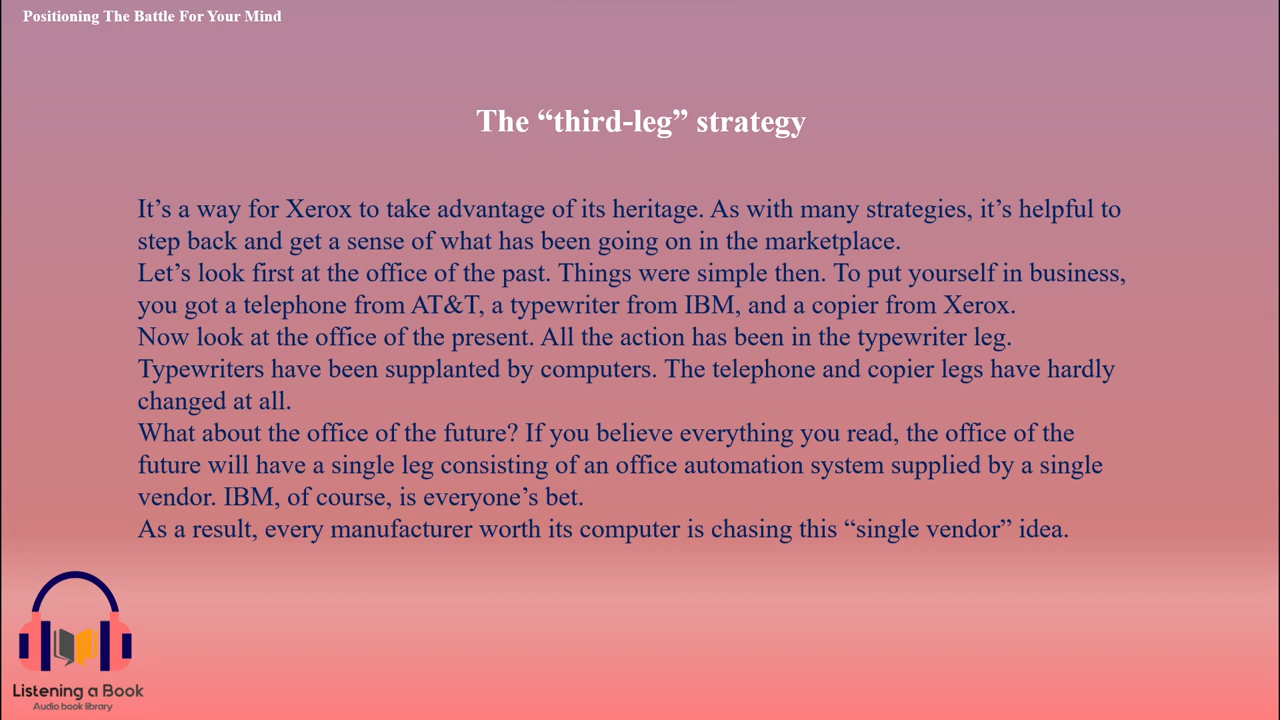 Positioning The Battle For Your Mind
The “third-leg” strategy
It’s a way for Xerox to take advantage of its heritage. As with many strategies, it’s helpful to
step back and get a sense of what has been going on in the marketplace.
Let’s look first at the office of the past. Things were simple then. To put yourself in business,
you got a telephone from AT&T, a typewriter from IBM, and a copier from Xerox.
Now look at the office of the present. All the action has been in the typewriter leg.
Typewriters have been supplanted by computers. The telephone and copier legs have hardly
changed at all.
What about the office of the future? If you believe everything you read, the office of the
future will have a single leg consisting of an office automation system supplied by a single
vendor. IBM, of course, is everyone’s bet.
As a result, every manufacturer worth its computer is chasing this “single vendor” idea.
Listening a Book
Audio book library